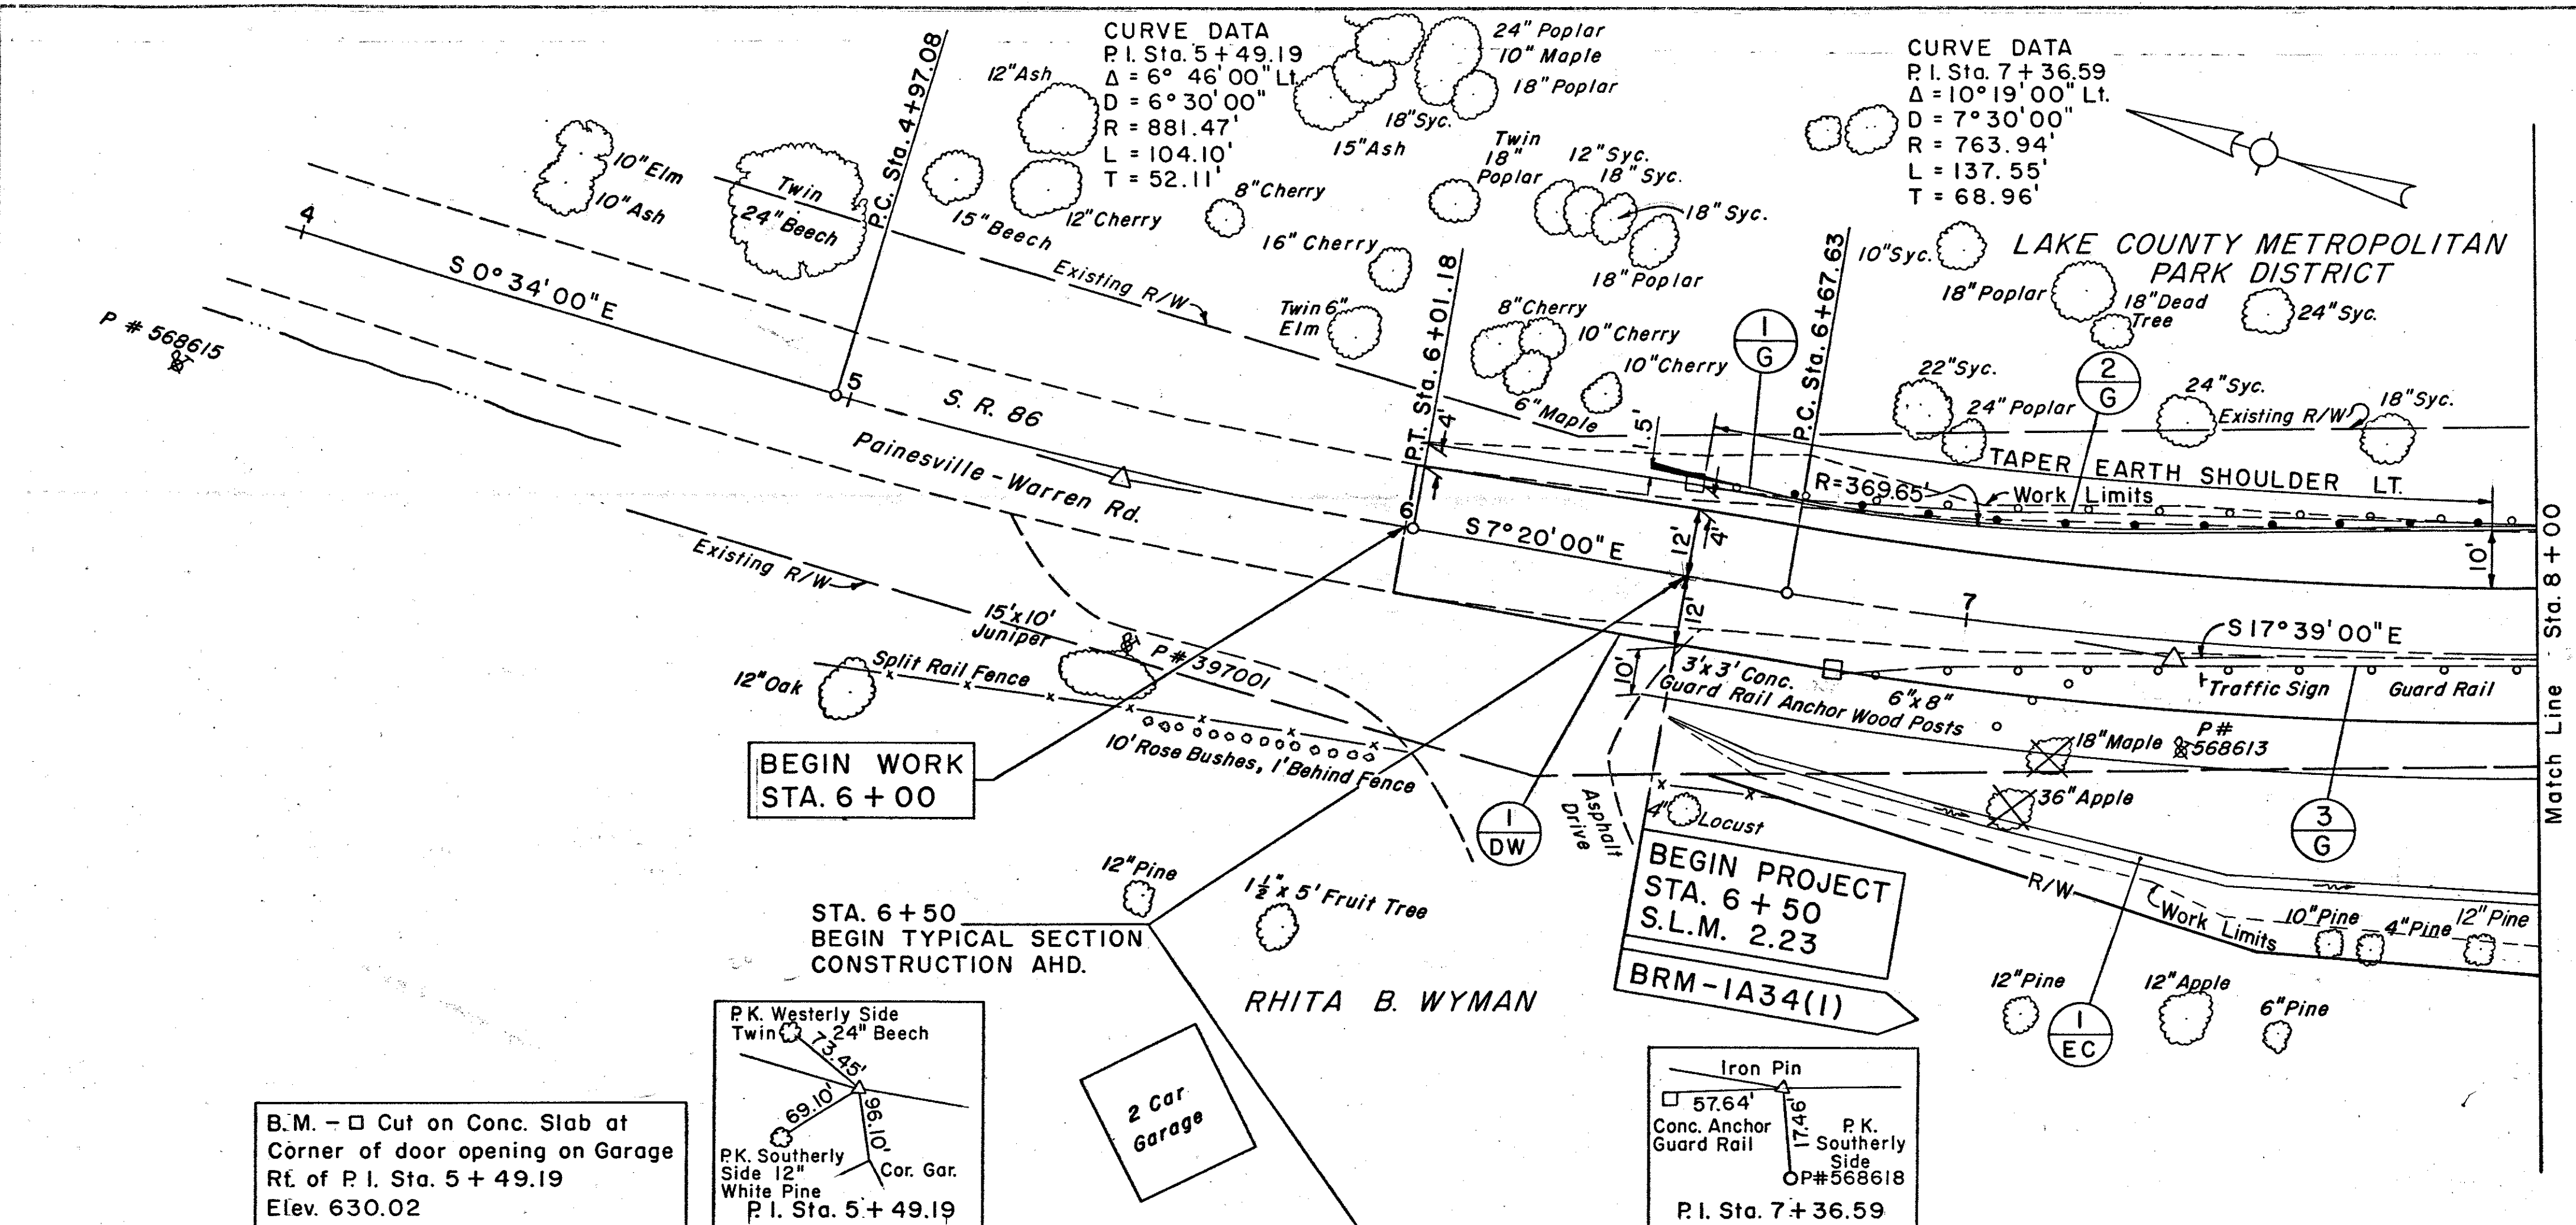 CURVE DATA
P.I. Sta. 5+49.19
Δ = 6° 46' 00" Lt.
D = 6° 30' 00"
R = 881.47'
L = 104.10'
T = 52.11'
CURVE DATA
P.I. Sta. 7+36.59
Δ = 10° 19' 00" Lt.
D = 7° 30' 00"
R = 763.94'
L = 137.55'
T = 68.96'
24" Poplar
10" Maple
18" Poplar
18" Syc.
15" Ash
12" Ash
10" Elm
10" Ash
Twin
24" Beech
P.C. Sta. 4+97.08
15" Beech
12" Cherry
8" Cherry
16" Cherry
Twin
18"
Poplar
12" Syc.
18" Syc.
18" Syc.
18" Poplar
10" Syc.
LAKE COUNTY METROPOLITAN
PARK DISTRICT
18" Poplar
18" Dead
Tree
24" Syc.
4
S 0° 34' 00" E
Existing R/W
Twin 6"
Elm
P.T. Sta. 6+01.18
8" Cherry
10" Cherry
10" Cherry
6" Maple
1
G
P.C. Sta. 6+67.63
2
G
22" Syc.
24" Poplar
24" Syc.
Existing R/W
18" Syc.
P # 568615
5
S. R. 86
Painesville - Warren Rd.
4'
.5'
TAPER EARTH SHOULDER LT.
R=369.65'
Work Limits
6
S 7° 20' 00" E
12'
4'
10'
Match Line Sta. 8+00
7
12'
S 17° 39' 00" E
Existing R/W
15' x 10'
Juniper
P # 397001
Split Rail Fence
12" Oak
10' Rose Bushes, 1' Behind Fence
10'
3' x 3' Conc.
Guard Rail Anchor
6" x 8"
Wood Posts
Traffic Sign
Guard Rail
18" Maple
P #
568613
36" Apple
BEGIN WORK
STA. 6 + 00
1
DW
Asphalt
Drive
4"
Locust
3
G
BEGIN PROJECT
STA. 6 + 50
S.L.M. 2.23
BRM-1A34(1)
R/W
Work Limits
10" Pine
4" Pine
12" Pine
12" Pine
1
EC
12" Apple
6" Pine
12" Pine
1½" x 5' Fruit Tree
STA. 6 + 50
BEGIN TYPICAL SECTION
CONSTRUCTION AHD.
RHITA B. WYMAN
2 Car
Garage
P.K. Westerly Side
Twin 24" Beech
73.45'
69.10'
96.10'
P.K. Southerly
Side 12"
White Pine
Cor. Gar.
P.I. Sta. 5 + 49.19
Iron Pin
57.64'
17.46'
Conc. Anchor
Guard Rail
P.K.
Southerly
Side
P#568618
P.I. Sta. 7+36.59
B.M. - □ Cut on Conc. Slab at
Corner of door opening on Garage
Rt. of P.I. Sta. 5 + 49.19
Elev. 630.02